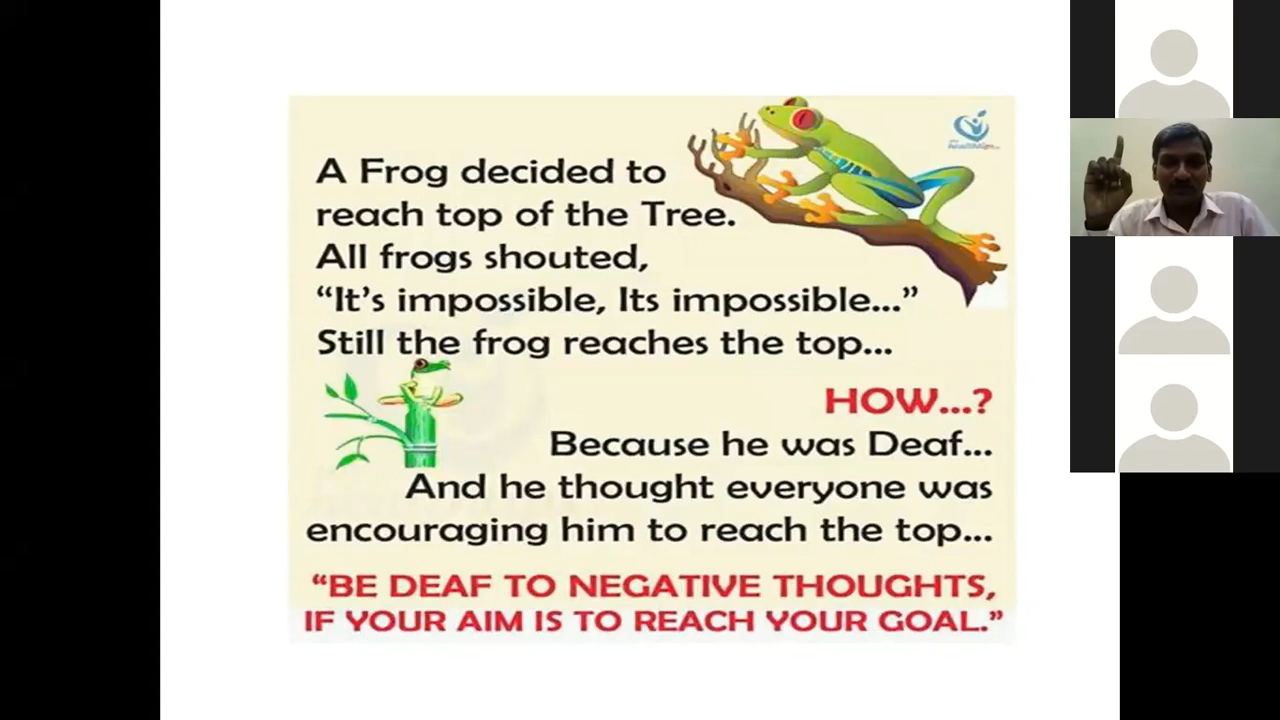 A Frog decided to
reach top of the Tree.
All frogs shouted,
“It’s impossible, Its impossible...”
Still the frog reaches the top...
HOW...?
Because he was Deaf...
And he thought everyone was
encouraging him to reach the top...
“BE DEAF TO NEGATIVE THOUGHTS,
IF YOUR AIM IS TO REACH YOUR GOAL.”